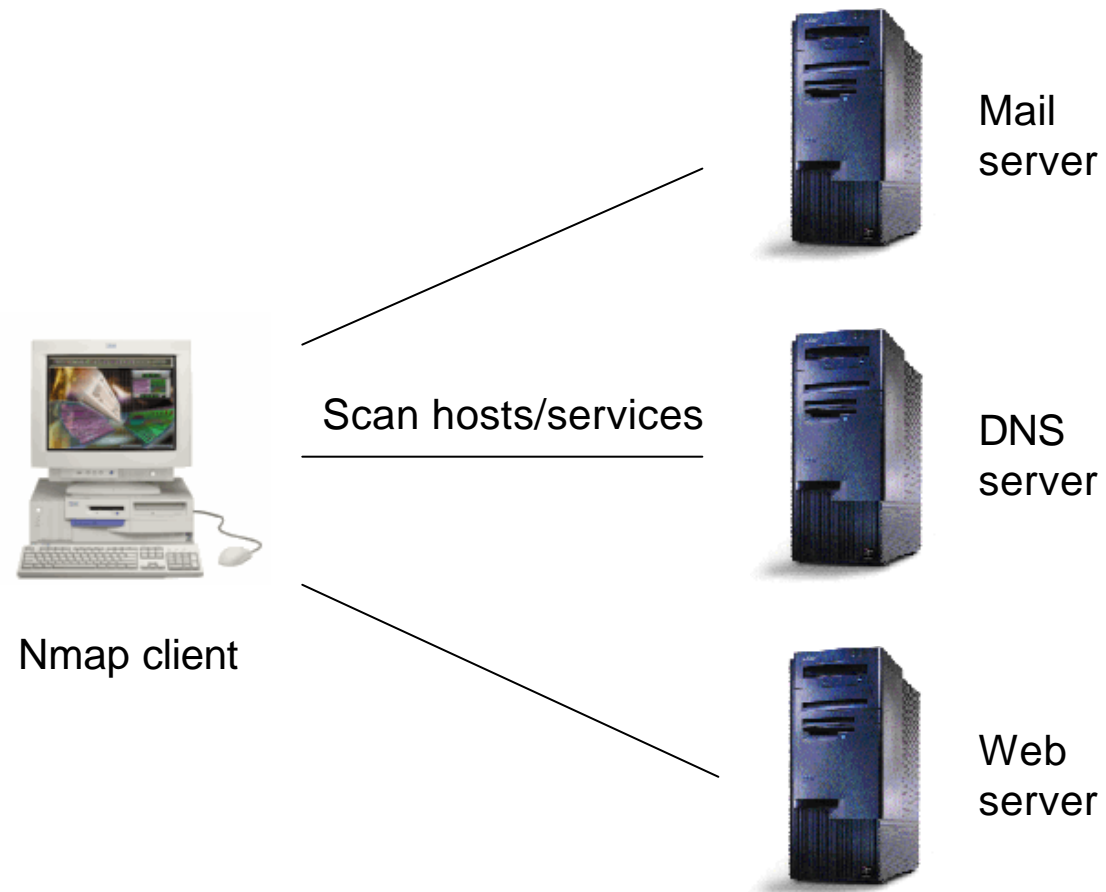 Mail
server
Scan hosts/services
DNS
server
Nmap client
Web
server